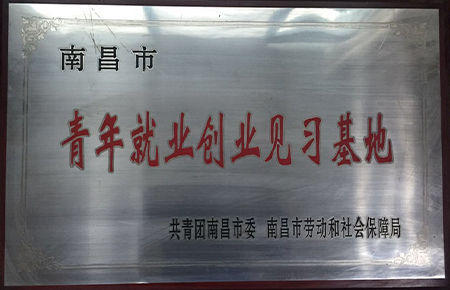 南昌市
青年就业创业见习基地
共青团南昌市委 南昌市劳动和社会保障局